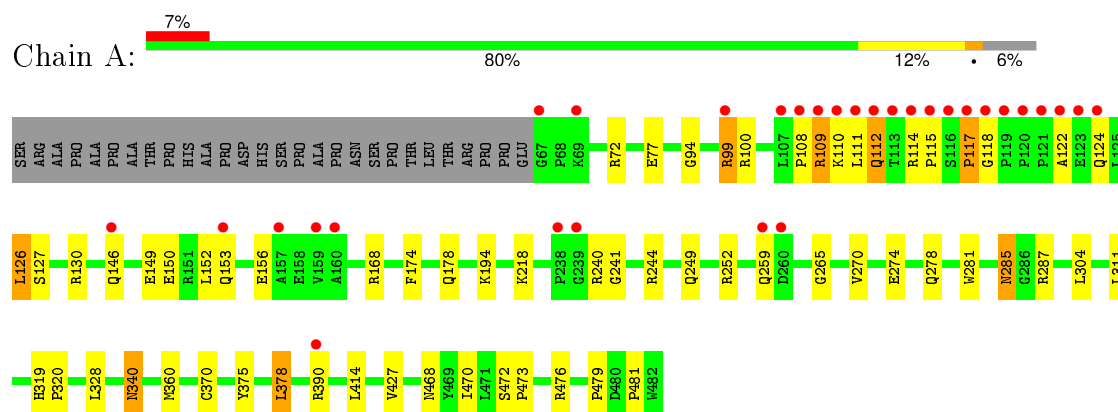 7%
Chain A:
80% 12% • 6%
SER ARG ALA PRO ALA PRO ALA THR PRO HIS ALA PRO ASP HIS SER PRO ALA PRO ASN SER PRO THR LEU THR ARG PRO PRO GLU G67 P68 K69 R72 E77 G94 R99 R100 L107 P108 R109 K110 L111 Q112 T113 R114 P115 S116 P117 G118 P119 P120 P121 A122 E123 Q124 L125
L126 S127 R130 Q146 E149 E150 R151 L152 Q153 E156 A157 E158 V159 A160 R168 F174 Q178 K194 K218 P238 G239 R240 G241 R244 Q249 R252 Q259 D260 G265 V270 E274 Q278 W281 N285 G286 R287 L304 L311
H319 P320 L328 N340 M360 C370 Y375 L378 R390 L414 V427 N468 Y469 I470 L471 S472 P473 R476 P479 D480 P481 W482